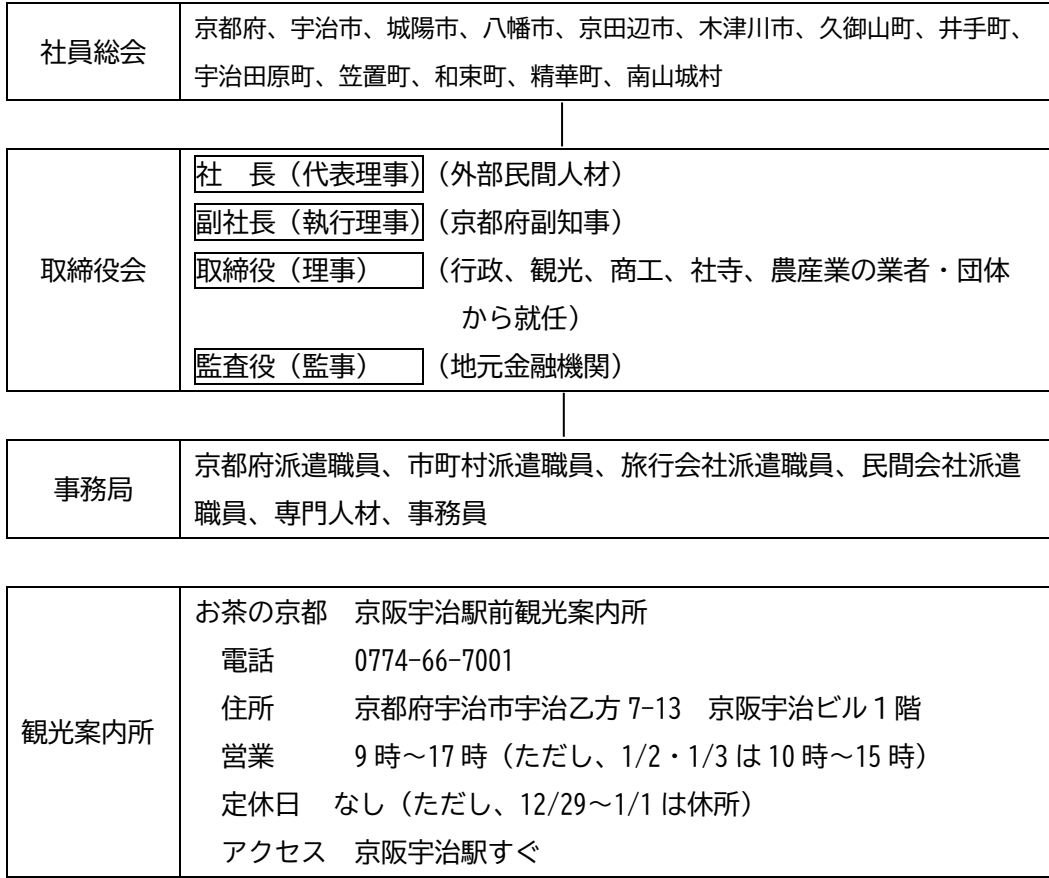 社員総会
京都府、宇治市、城陽市、八幡市、京田辺市、木津川市、久御山町、井手町、
宇治田原町、笠置町、和束町、精華町、南山城村
取締役会
社　長（代表理事）（外部民間人材）
副社長（執行理事）（京都府副知事）
取締役（理事）　　（行政、観光、商工、社寺、農産業の業者・団体
から就任）
監査役（監事）　　（地元金融機関）
事務局
京都府派遣職員、市町村派遣職員、旅行会社派遣職員、民間会社派遣
職員、専門人材、事務員
観光案内所
お茶の京都　京阪宇治駅前観光案内所
電話　　　0774-66-7001
住所　　　京都府宇治市宇治乙方 7-13　京阪宇治ビル１階
営業　　　9 時～17 時（ただし、1/2・1/3 は 10 時～15 時）
定休日　なし（ただし、12/29～1/1 は休所）
アクセス　京阪宇治駅すぐ